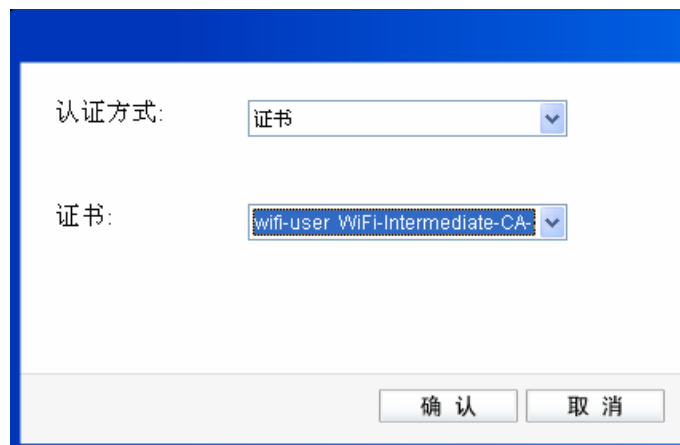 认证方式: 证书
证书: wifi-user WiFi-Intermediate-CA-
确 认 取 消